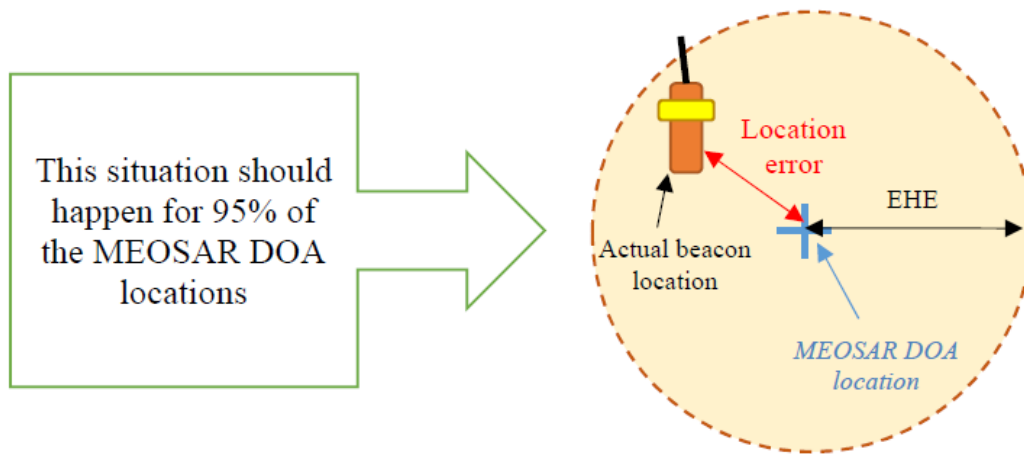 This situation should
happen for 95% of
the MEOSAR DOA
locations
Location
error
EHE
Actual beacon
location
MEOSAR DOA
location